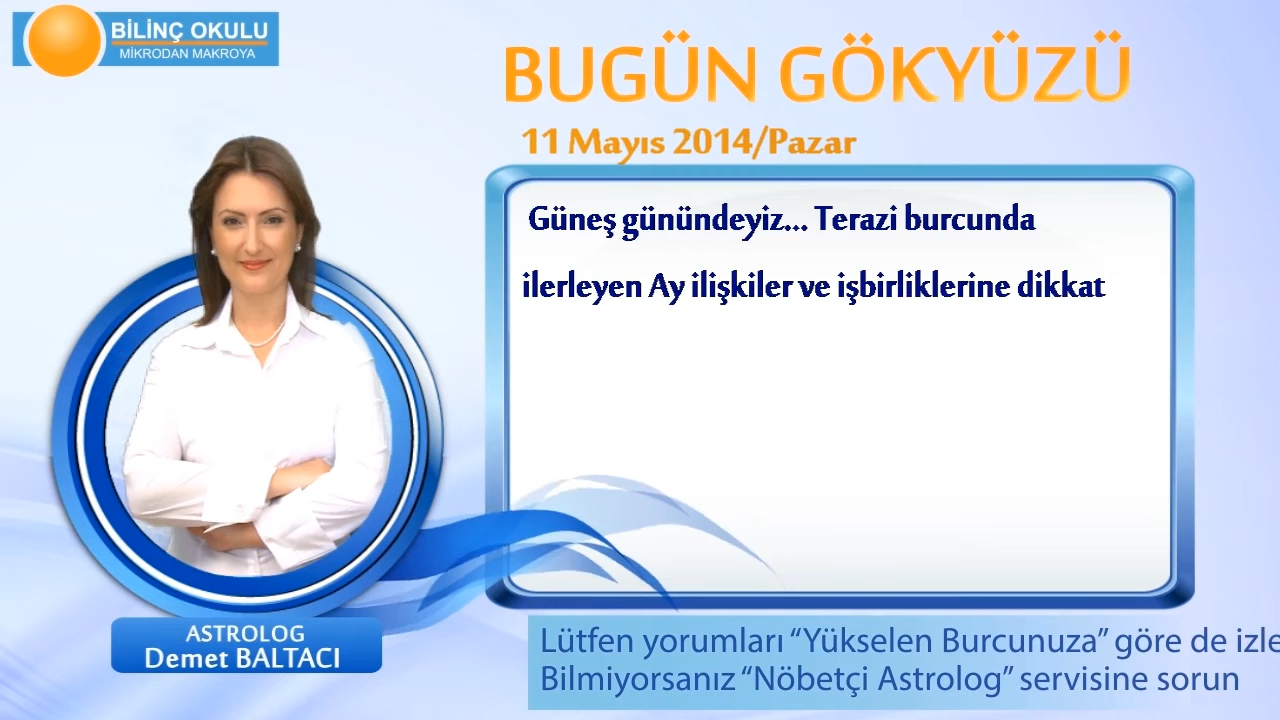 BİLİNÇ OKULU
MİKRODAN MAKROYA
BUGÜN GÖKYÜZÜ
11 Mayıs 2014/Pazar
Güneş günündeyiz... Terazi burcunda
ilerleyen Ay ilişkiler ve işbirliklerine dikkat
ASTROLOG
Demet BALTACI
Lütfen yorumları “Yükselen Burcunuza” göre de izle
Bilmiyorsanız “Nöbetçi Astrolog” servisine sorun